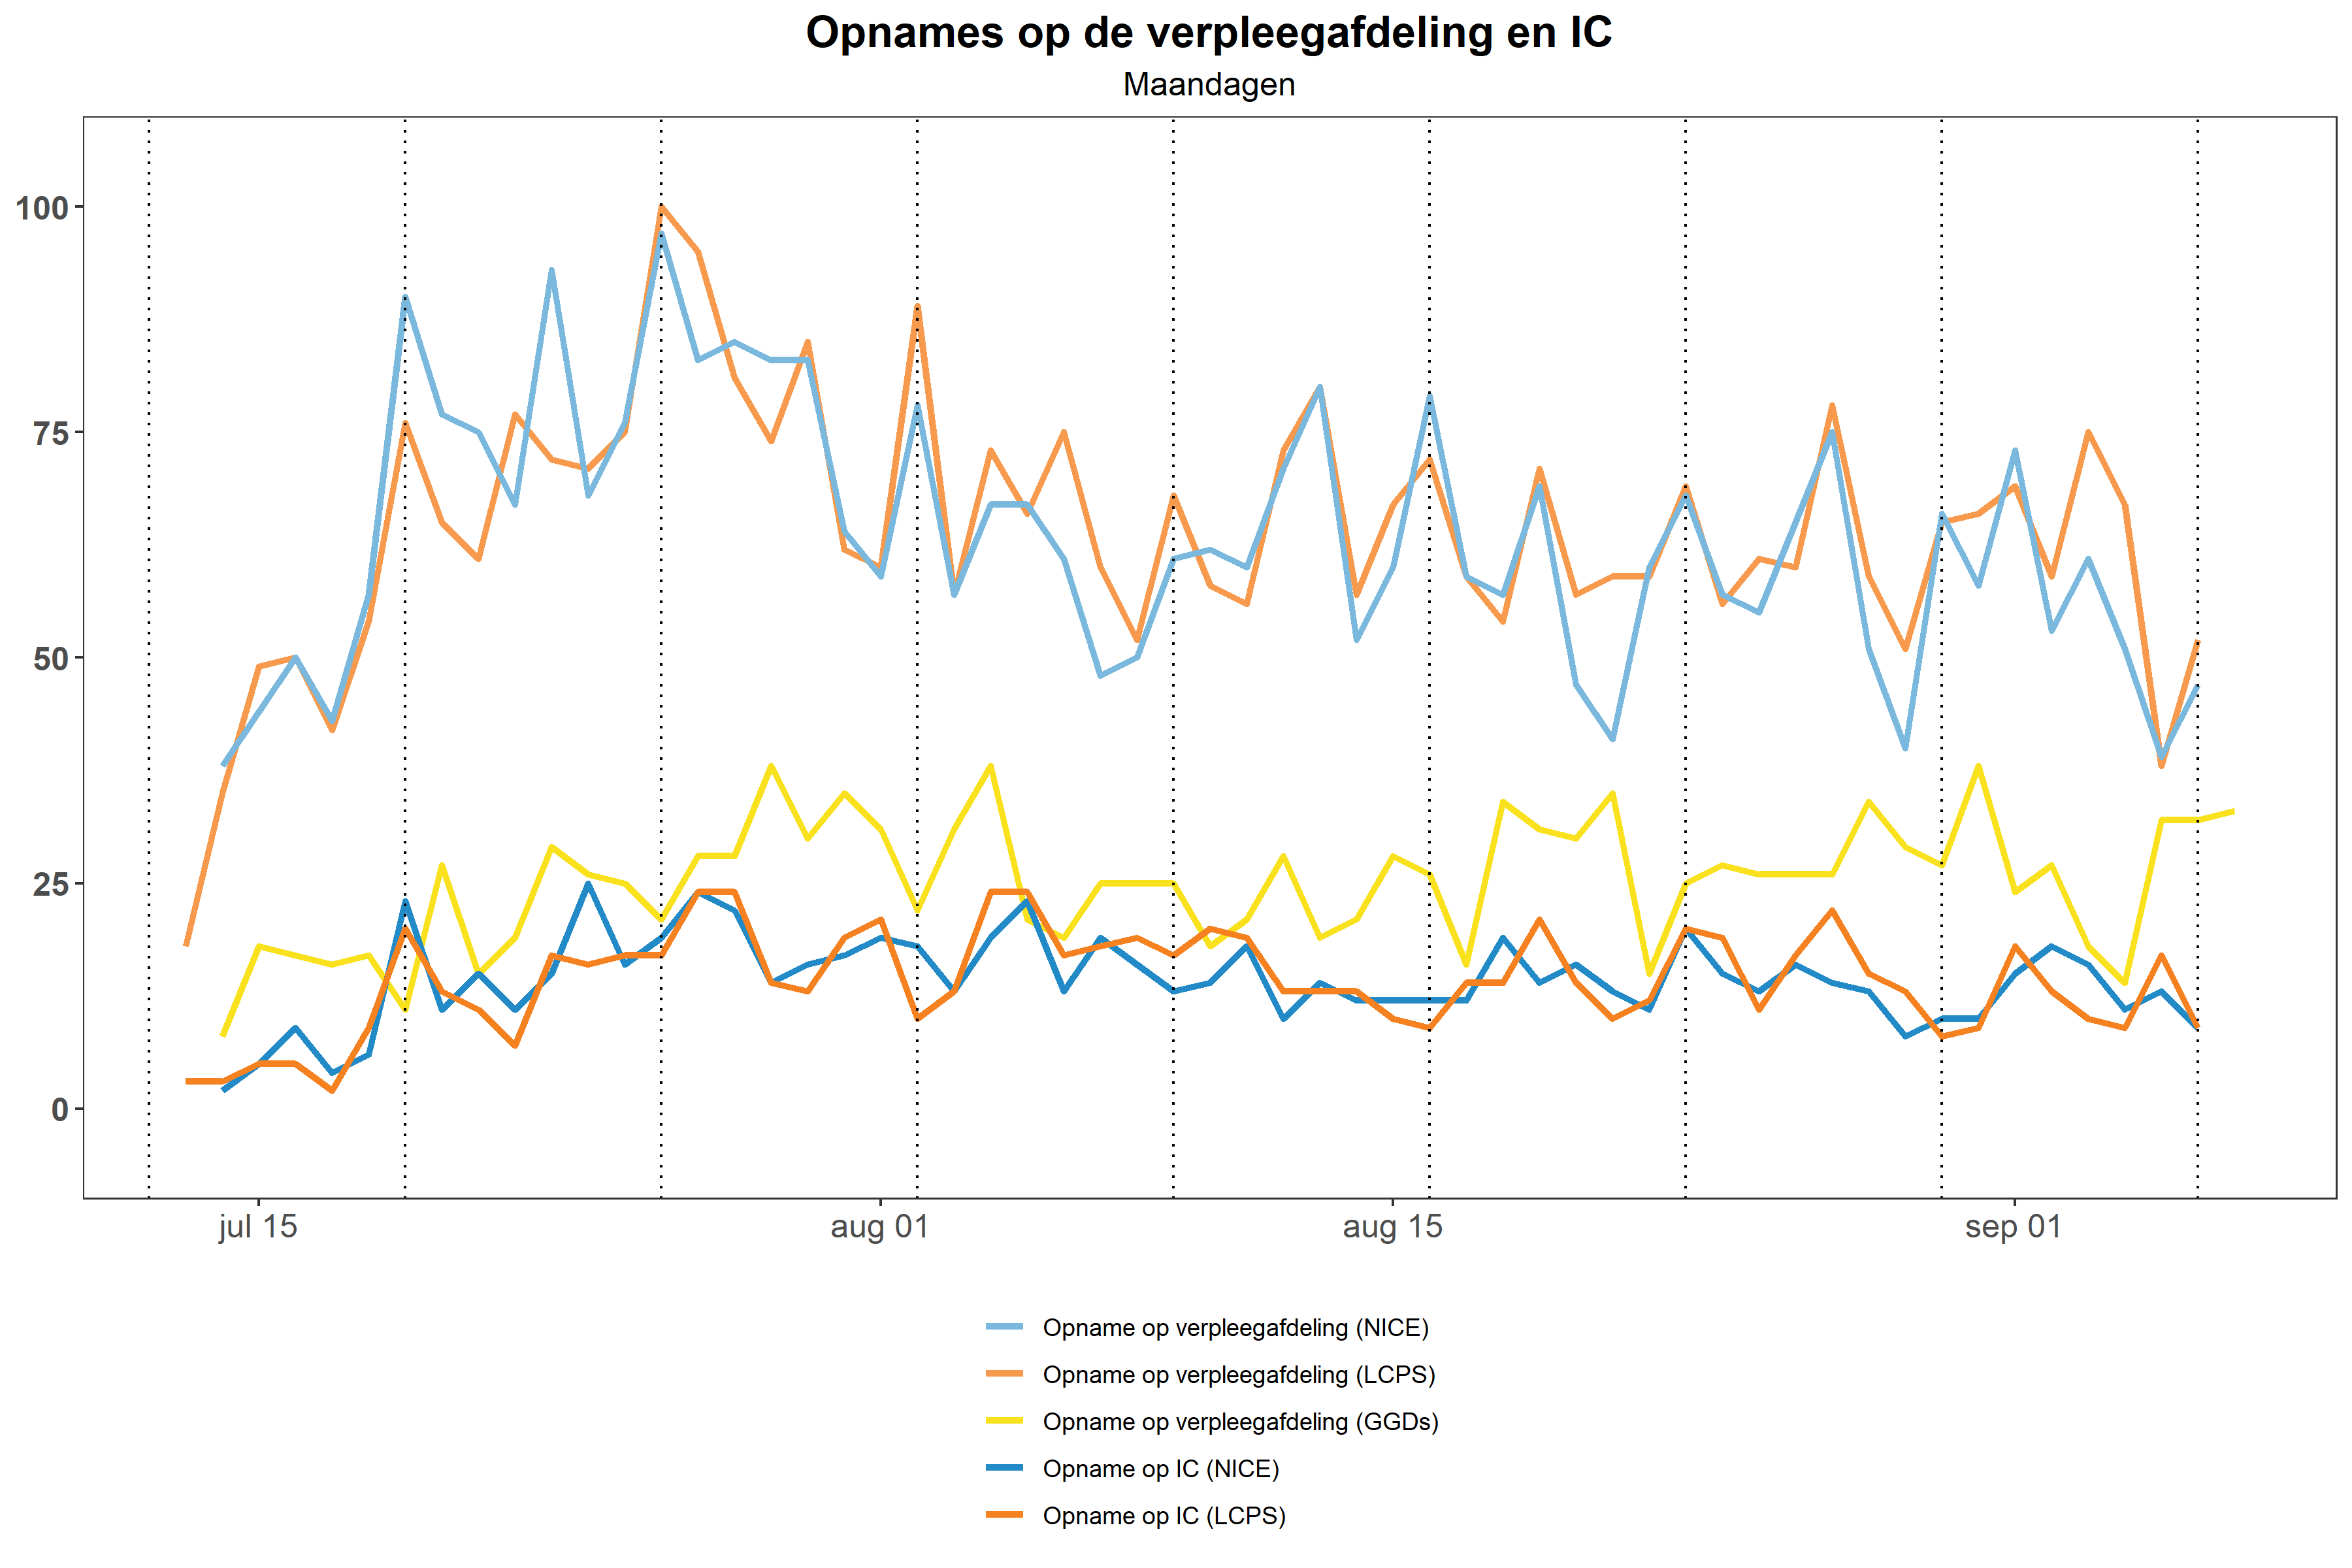 Opnames op de verpleegafdeling en IC
Maandagen
100
75
50
25
0
jul 15 aug 01 aug 15 sep 01
Opname op verpleegafdeling (NICE)
Opname op verpleegafdeling (LCPS)
Opname op verpleegafdeling (GGDs)
Opname op IC (NICE)
Opname op IC (LCPS)